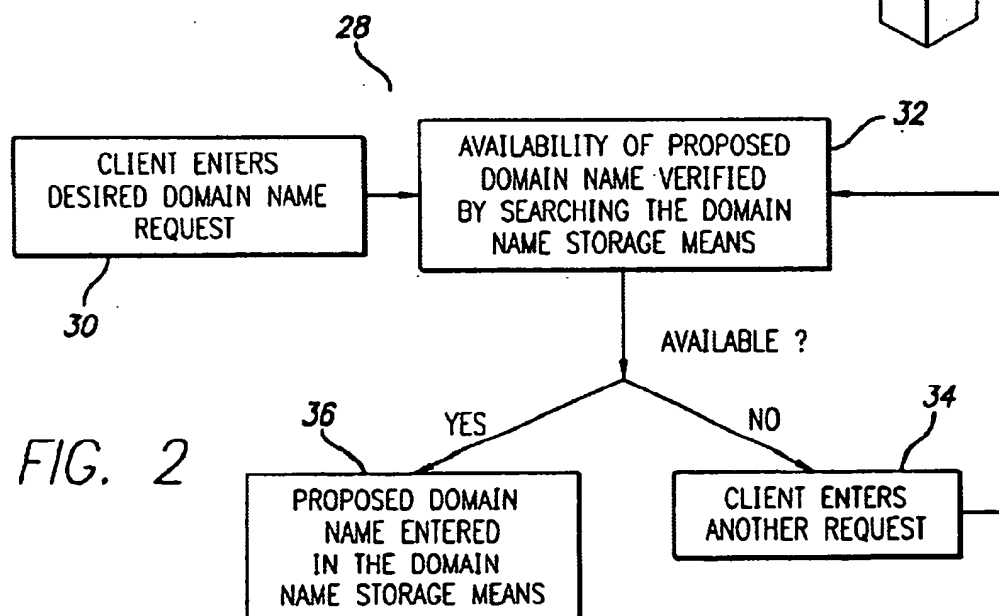 28
CLIENT ENTERS
DESIRED DOMAIN NAME
REQUEST
30
AVAILABILITY OF PROPOSED
DOMAIN NAME VERIFIED
BY SEARCHING THE DOMAIN
NAME STORAGE MEANS
32
AVAILABLE ?
YES
NO
36
PROPOSED DOMAIN
NAME ENTERED
IN THE DOMAIN
NAME STORAGE MEANS
34
CLIENT ENTERS
ANOTHER REQUEST
FIG. 2